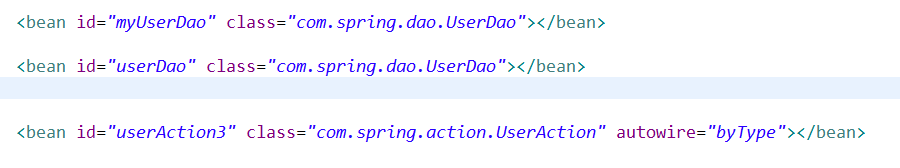 <bean id="myUserDao" class="com.spring.dao.UserDao"></bean>
<bean id="userDao" class="com.spring.dao.UserDao"></bean>
<bean id="userAction3" class="com.spring.action.UserAction" autowire="byType"></bean>